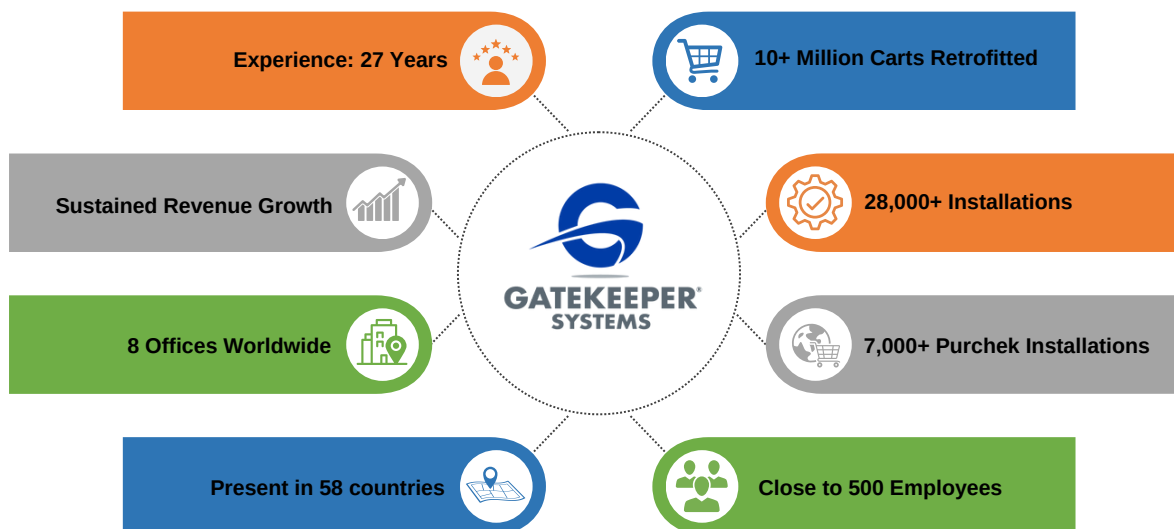 Experience: 27 Years
10+ Million Carts Retrofitted
Sustained Revenue Growth
28,000+ Installations
GATEKEEPER®
SYSTEMS
8 Offices Worldwide
7,000+ Purchek Installations
Present in 58 countries
Close to 500 Employees